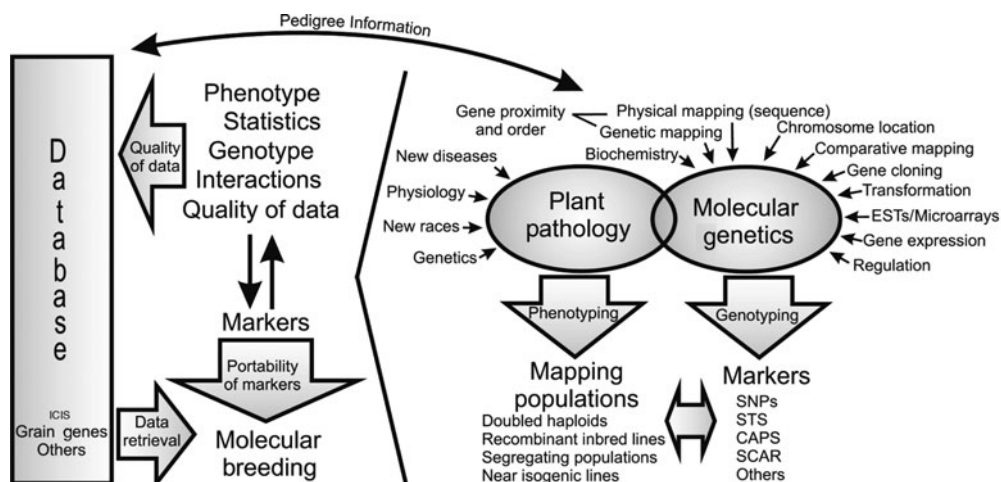 Pedigree Information
Database
ICIS
Grain genes
Others
Quality
of data
Phenotype
Statistics
Genotype
Interactions
Quality of data
Markers
Portability
of markers
Data
retrieval
Molecular
breeding
Gene proximity
and order
Physical mapping (sequence)
Genetic mapping
Biochemistry
Chromosome location
Comparative mapping
Gene cloning
Transformation
ESTs/Microarrays
Gene expression
Regulation
New diseases
Physiology
New races
Genetics
Plant
pathology
Molecular
genetics
Phenotyping
Genotyping
Mapping
populations
Doubled haploids
Recombinant inbred lines
Segregating populations
Near isogenic lines
Markers
SNPs
STS
CAPS
SCAR
Others